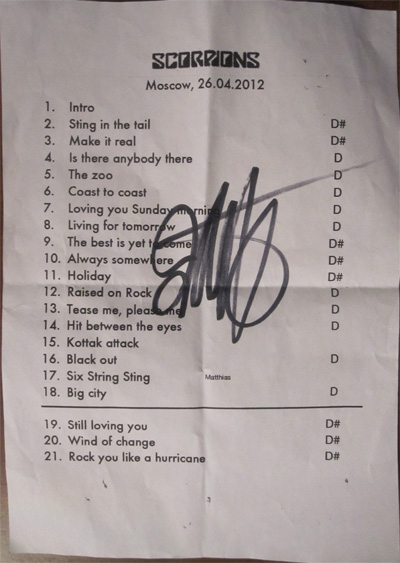 SCORPIONS
Moscow, 26.04.2012
1. Intro
2. Sting in the tail D#
3. Make it real D#
4. Is there anybody there D
5. The zoo D
6. Coast to coast D
7. Loving you Sunday morning D
8. Living for tomorrow D
9. The best is yet to come D#
10. Always somewhere D#
11. Holiday D#
12. Raised on Rock D
13. Tease me, please me D
14. Hit between the eyes D
15. Kottak attack
16. Black out D
17. Six String Sting Matthias
18. Big city D
19. Still loving you D#
20. Wind of change D#
21. Rock you like a hurricane D#